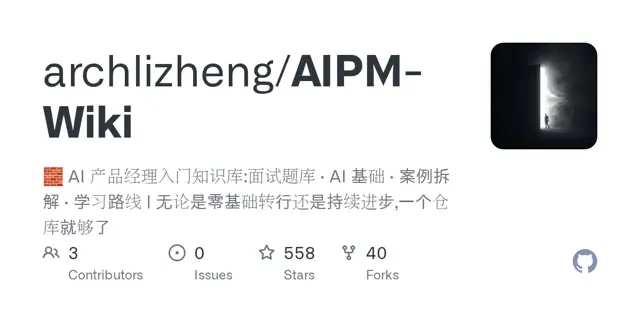 archlizheng/AIPM-
Wiki
🧱 AI 产品经理入门知识库:面试题库 · AI 基础 · 案例拆
解 · 学习路线 | 无论是零基础转行还是持续进步,一个仓
库就够了
3 0 558 40
Contributors Issues Stars Forks